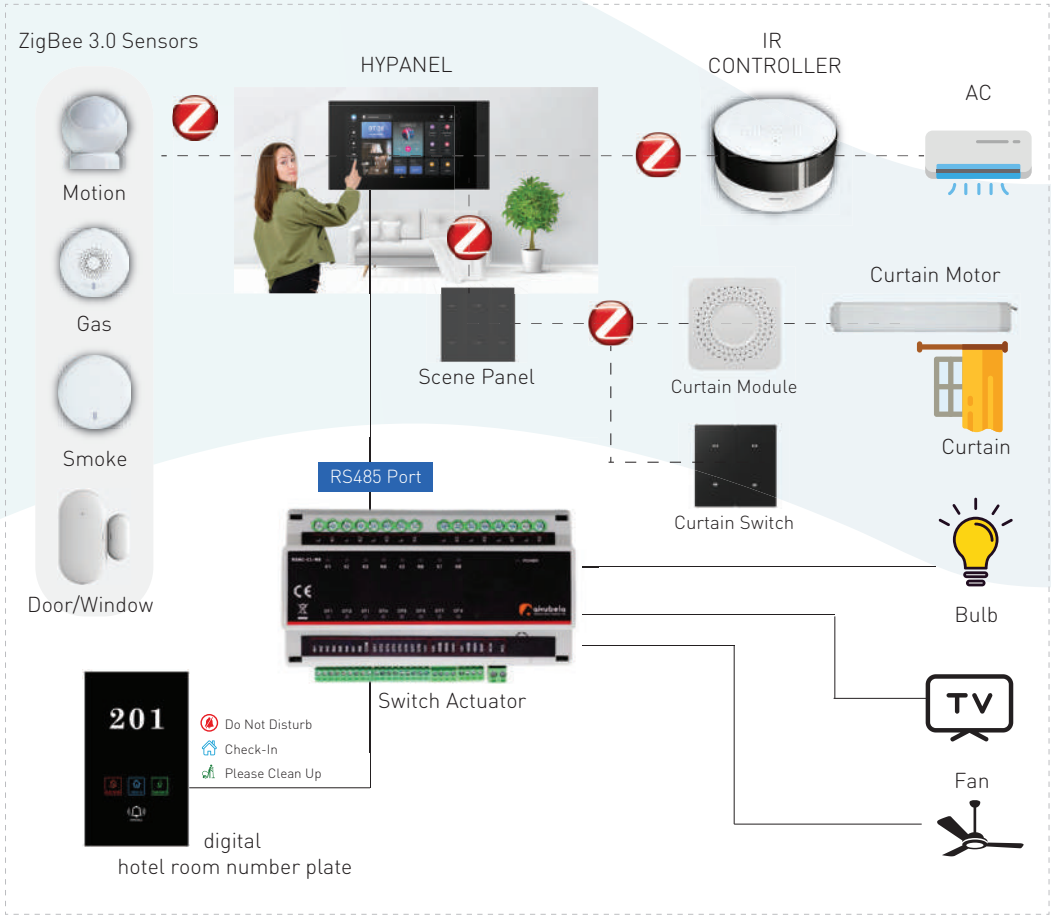 ZigBee 3.0 Sensors
Motion
Gas
Smoke
Door/Window
HYPANEL
IR
CONTROLLER
AC
Scene Panel
Curtain Module
Curtain Motor
Curtain
Curtain Switch
RS485 Port
akubela
Switch Actuator
Bulb
TV
Fan
201
Do Not Disturb
Check-In
Please Clean Up
digital
hotel room number plate